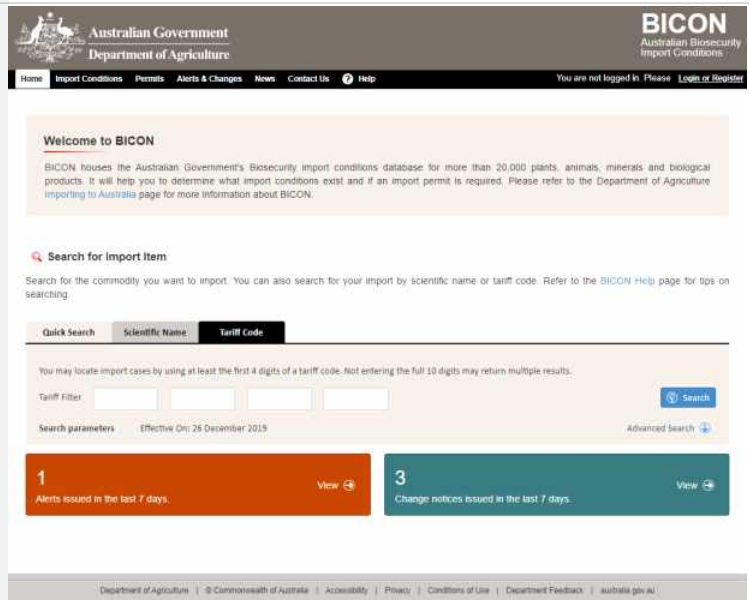 Australian Government
Department of Agriculture
BICON
Australian Biosecurity
Import Conditions
Home Import Conditions Permits Alerts & Changes News Contact Us ? Help You are not logged in. Please Login or Register
Welcome to BICON
BICON houses the Australian Government's Biosecurity import conditions database for more than 20,000 plants, animals, minerals and biological
products. It will help you to determine what import conditions exist and if an import permit is required. Please refer to the Department of Agriculture
Importing to Australia page for more information about BICON.
Search for Import Item
Search for the commodity you want to import. You can also search for your import by scientific name or tariff code. Refer to the BICON Help page for tips on
searching.
Quick Search Scientific Name Tariff Code
You may locate import cases by using at least the first 4 digits of a tariff code. Not entering the full 10 digits may return multiple results.
Tariff Filter Search
Search parameters Effective On: 26 December 2019 Advanced Search
1
Alerts issued in the last 7 days. View
3
Change notices issued in the last 7 days. View
Department of Agriculture | © Commonwealth of Australia | Accessibility | Privacy | Conditions of Use | Department Feedback | australia.gov.au